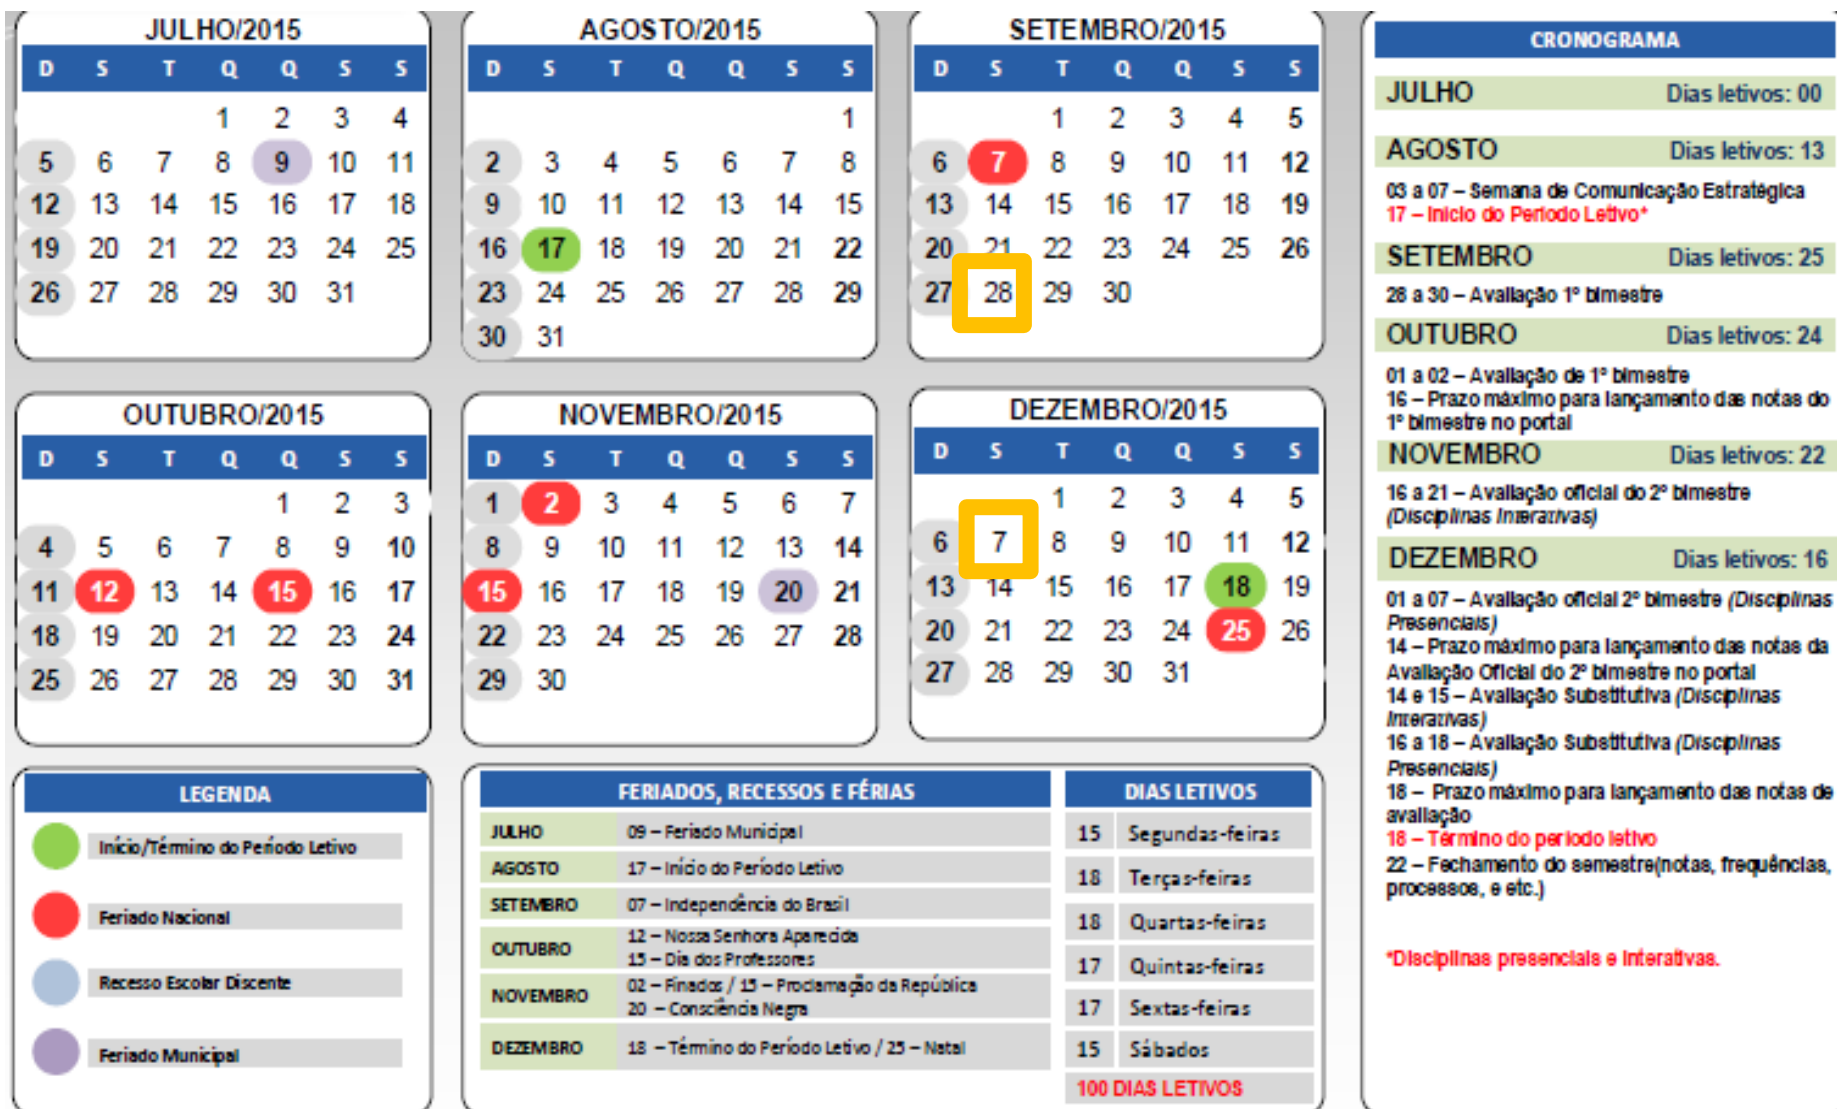 JULHO/2015
D S T Q Q S S
1 2 3 4
5 6 7 8 9 10 11
12 13 14 15 16 17 18
19 20 21 22 23 24 25
26 27 28 29 30 31
AGOSTO/2015
D S T Q Q S S
1
2 3 4 5 6 7 8
9 10 11 12 13 14 15
16 17 18 19 20 21 22
23 24 25 26 27 28 29
30 31
SETEMBRO/2015
D S T Q Q S S
1 2 3 4 5
6 7 8 9 10 11 12
13 14 15 16 17 18 19
20 21 22 23 24 25 26
27 28 29 30
OUTUBRO/2015
D S T Q Q S S
1 2 3
4 5 6 7 8 9 10
11 12 13 14 15 16 17
18 19 20 21 22 23 24
25 26 27 28 29 30 31
NOVEMBRO/2015
D S T Q Q S S
1 2 3 4 5 6 7
8 9 10 11 12 13 14
15 16 17 18 19 20 21
22 23 24 25 26 27 28
29 30
DEZEMBRO/2015
D S T Q Q S S
1 2 3 4 5
6 7 8 9 10 11 12
13 14 15 16 17 18 19
20 21 22 23 24 25 26
27 28 29 30 31
LEGENDA
Início/Término do Período Letivo
Feriado Nacional
Recesso Escolar Discente
Feriado Municipal
FERIADOS, RECESSOS E FÉRIAS
JULHO 09 – Feriado Municipal
AGOSTO 17 – Início do Período Letivo
SETEMBRO 07 – Independência do Brasil
OUTUBRO 12 – Nossa Senhora Aparecida
15 – Dia dos Professores
NOVEMBRO 02 – Finados / 15 – Proclamação da República
20 – Consciência Negra
DEZEMBRO 18 – Término do Período Letivo / 25 – Natal
DIAS LETIVOS
15 Segundas-feiras
18 Terças-feiras
18 Quartas-feiras
17 Quintas-feiras
17 Sextas-feiras
15 Sábados
100 DIAS LETIVOS
CRONOGRAMA
JULHO Dias letivos: 00
AGOSTO Dias letivos: 13
03 a 07 – Semana de Comunicação Estratégica
17 – Início do Período Letivo*
SETEMBRO Dias letivos: 25
28 a 30 – Avaliação 1º bimestre
OUTUBRO Dias letivos: 24
01 a 02 – Avaliação de 1º bimestre
16 – Prazo máximo para lançamento das notas do
1º bimestre no portal
NOVEMBRO Dias letivos: 22
16 a 21 – Avaliação oficial do 2º bimestre
(Disciplinas Interativas)
DEZEMBRO Dias letivos: 16
01 a 07 – Avaliação oficial 2º bimestre (Disciplinas
Presenciais)
14 – Prazo máximo para lançamento das notas da
Avaliação Oficial do 2º bimestre no portal
14 e 15 – Avaliação Substitutiva (Disciplinas
Interativas)
16 a 18 – Avaliação Substitutiva (Disciplinas
Presenciais)
18 – Prazo máximo para lançamento das notas de
avaliação
18 – Término do período letivo
22 – Fechamento do semestre(notas, frequências,
processos, e etc.)
*Disciplinas presenciais e interativas.